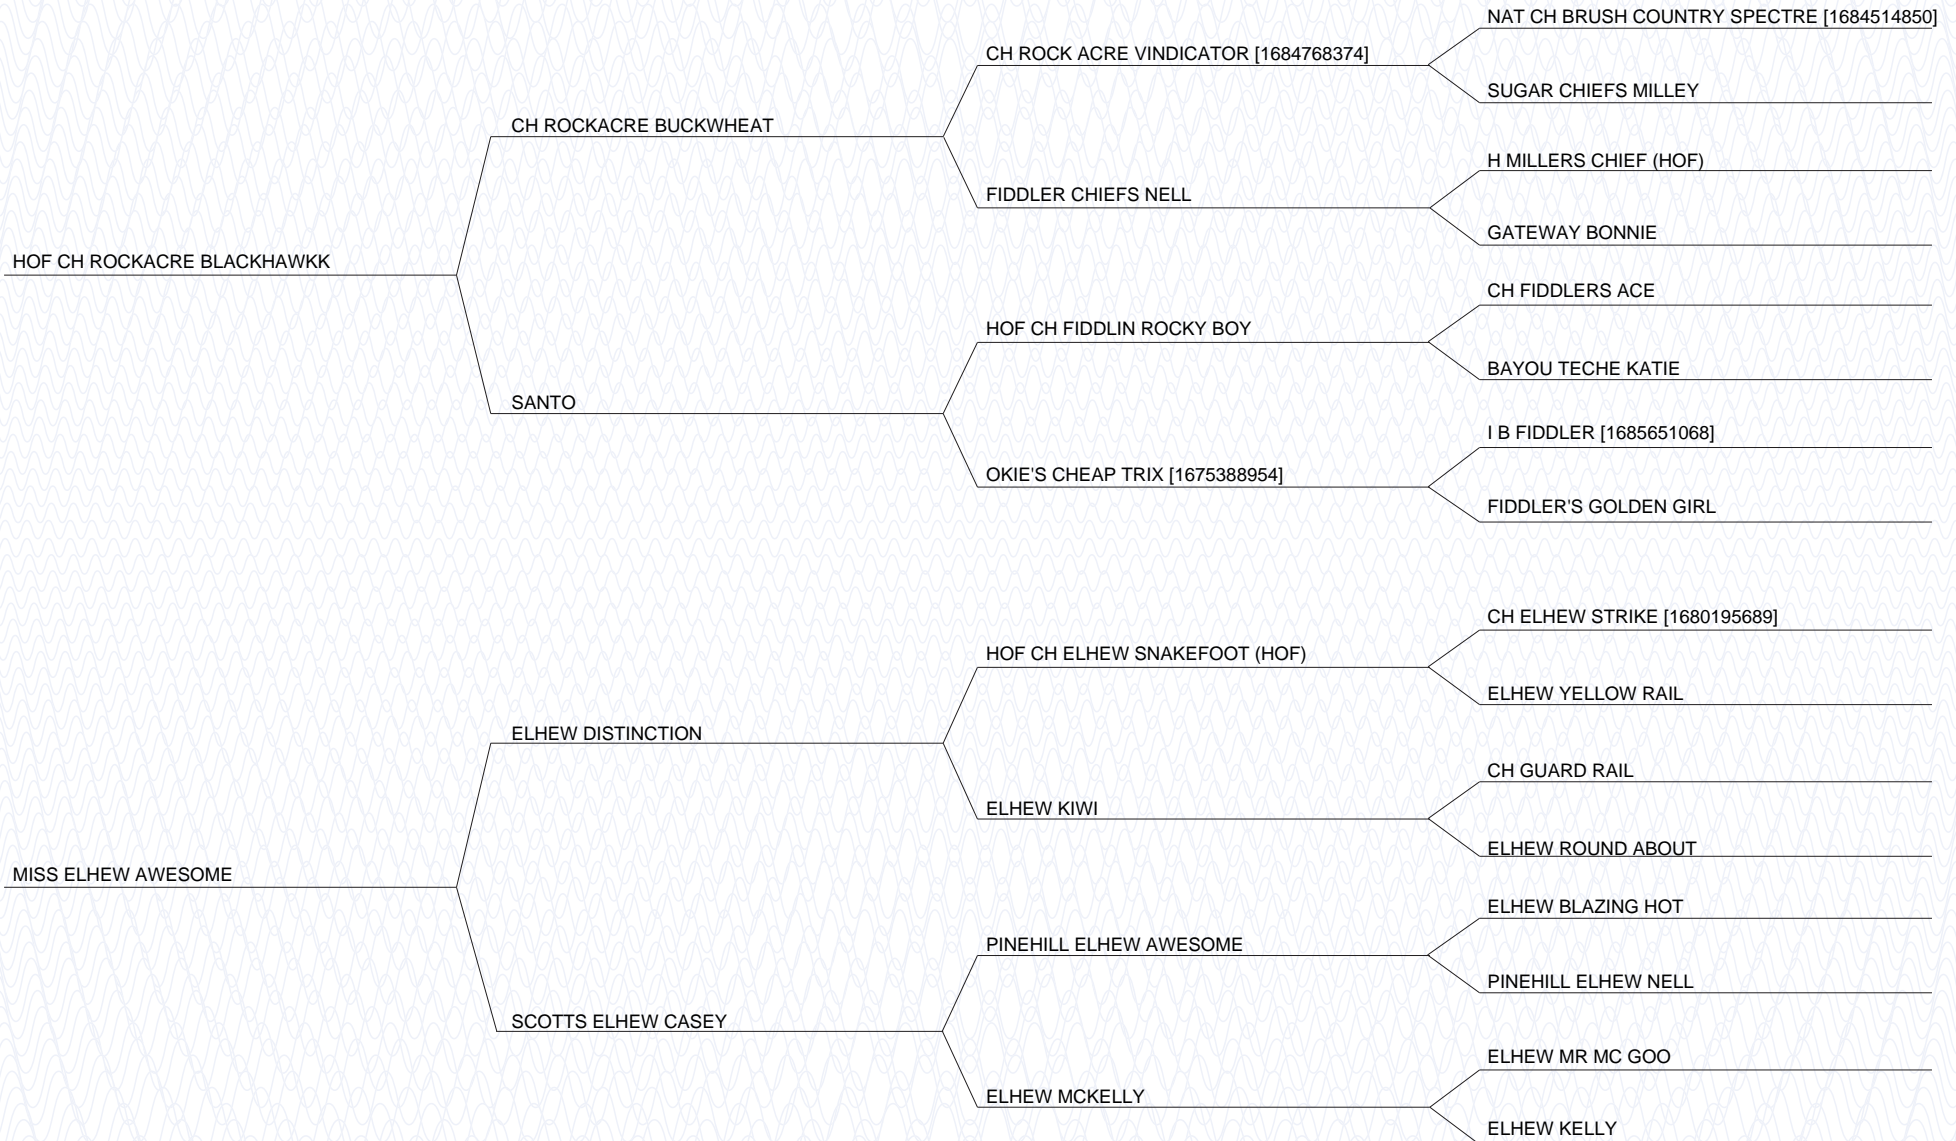 NAT CH BRUSH COUNTRY SPECTRE [1684514850]
CH ROCK ACRE VINDICATOR [1684768374]
SUGAR CHIEFS MILLEY
CH ROCKACRE BUCKWHEAT
H MILLERS CHIEF (HOF)
FIDDLER CHIEFS NELL
GATEWAY BONNIE
HOF CH ROCKACRE BLACKHAWKK
CH FIDDLERS ACE
HOF CH FIDDLIN ROCKY BOY
BAYOU TECHE KATIE
SANTO
I B FIDDLER [1685651068]
OKIE'S CHEAP TRIX [1675388954]
FIDDLER'S GOLDEN GIRL
CH ELHEW STRIKE [1680195689]
HOF CH ELHEW SNAKEFOOT (HOF)
ELHEW YELLOW RAIL
ELHEW DISTINCTION
CH GUARD RAIL
ELHEW KIWI
ELHEW ROUND ABOUT
MISS ELHEW AWESOME
ELHEW BLAZING HOT
PINEHILL ELHEW AWESOME
PINEHILL ELHEW NELL
SCOTTS ELHEW CASEY
ELHEW MR MC GOO
ELHEW MCKELLY
ELHEW KELLY